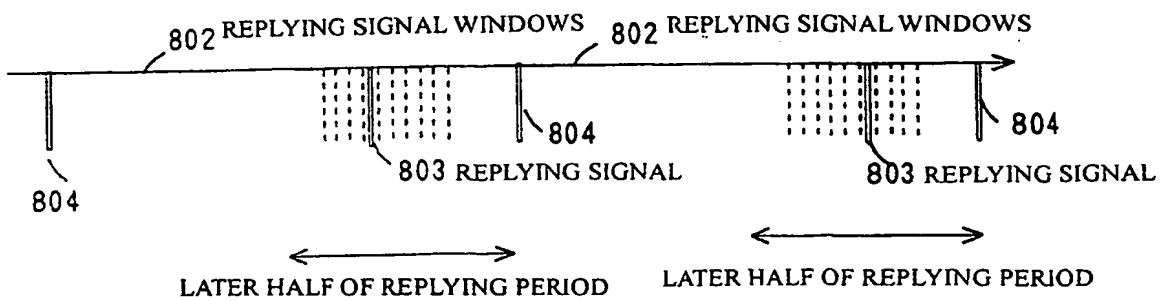 802 REPLYING SIGNAL WINDOWS
802 REPLYING SIGNAL WINDOWS
804
803 REPLYING SIGNAL
804
803 REPLYING SIGNAL
804
LATER HALF OF REPLYING PERIOD
LATER HALF OF REPLYING PERIOD